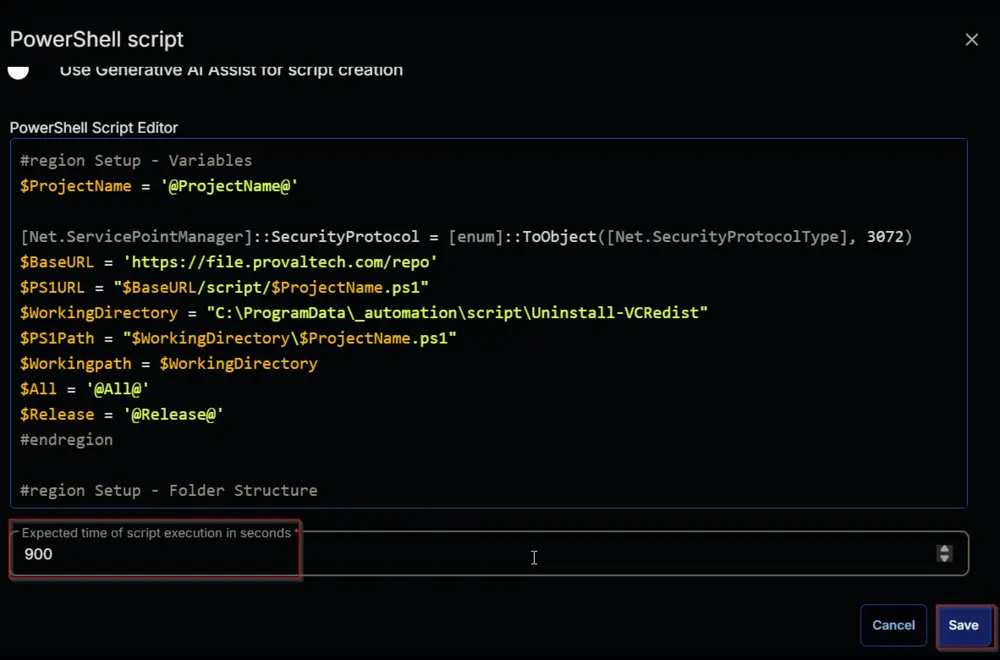 PowerShell script
Use Generative AI Assist for script creation
PowerShell Script Editor
#region Setup - Variables
$ProjectName = '@ProjectName@'
[Net.ServicePointManager]::SecurityProtocol = [enum]::ToObject([Net.SecurityProtocolType], 3072)
$BaseURL = 'https://file.provaltech.com/repo'
$PS1URL = "$BaseURL/script/$ProjectName.ps1"
$WorkingDirectory = "C:\ProgramData\_automation\script\Uninstall-VCRedist"
$PS1Path = "$WorkingDirectory\$ProjectName.ps1"
$Workingpath = $WorkingDirectory
$All = '@All@'
$Release = '@Release@'
#endregion
#region Setup - Folder Structure
Expected time of script execution in seconds *
900
Cancel
Save